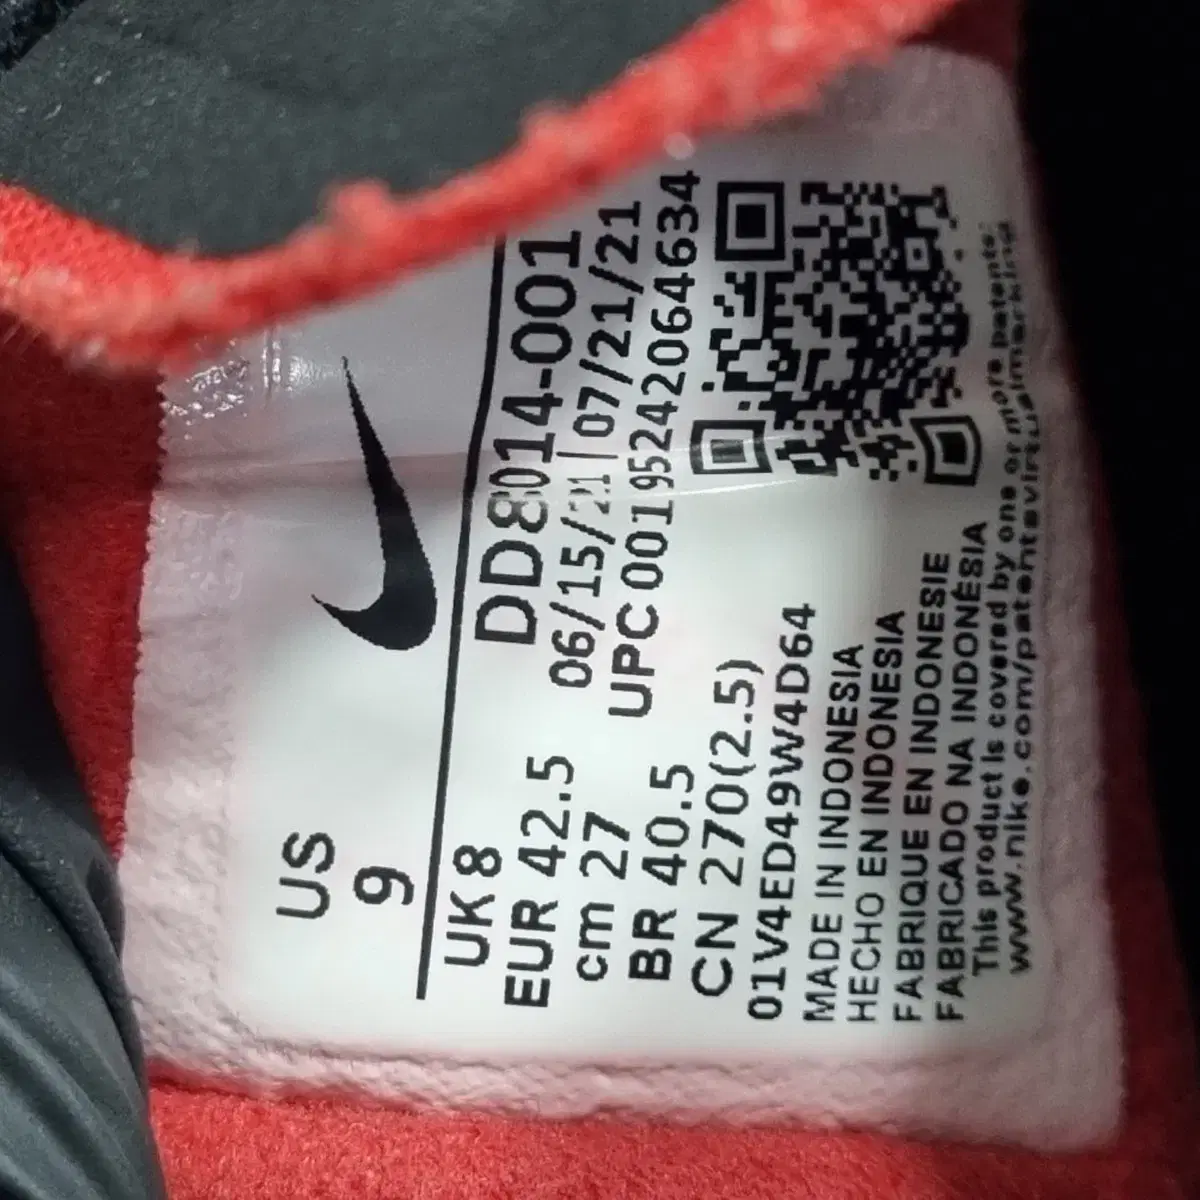 US
9
UK 8
EUR 42.5
cm 27
BR 40.5
CN 270(2.5)
DD8014-001
06/15/21|07/21/21
UPC 00195242064634
01V4ED49W4D64
MADE IN INDONESIA
HECHO EN INDONESIA
FABRIQUE EN INDONESIE
FABRICADO NA INDONÉSIA
This product is covered by one or more patents:
www.nike.com/patentsvirtualmarking